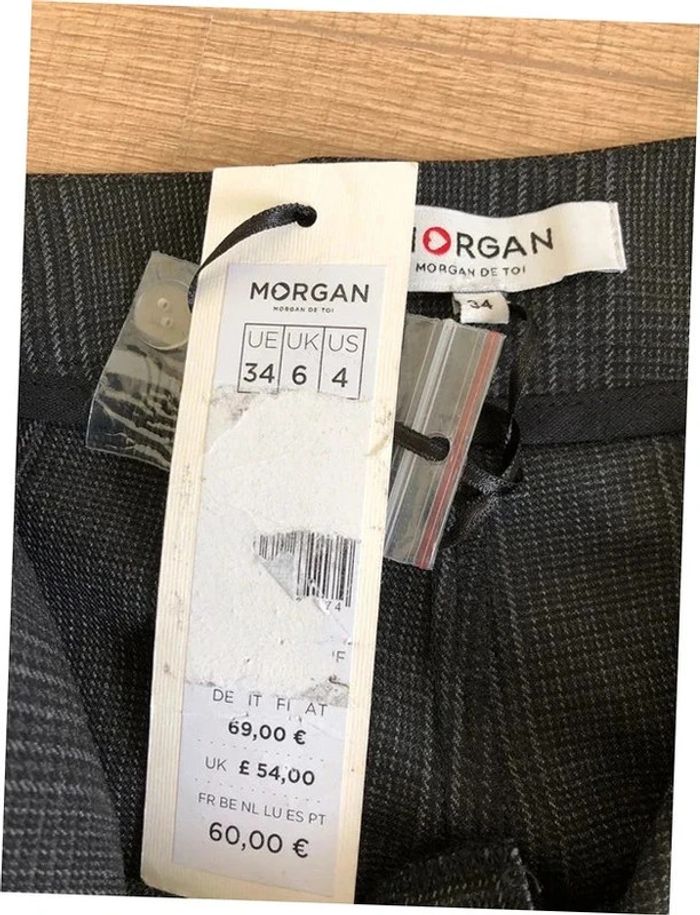 MORGAN
MORGAN DE TOI
UE UK US
34 6 4
74
F
DE IT FI AT
69,00 €
UK £ 54,00
FR BE NL LU ES PT
60,00 €
ORGAN
MORGAN DE TOI
34